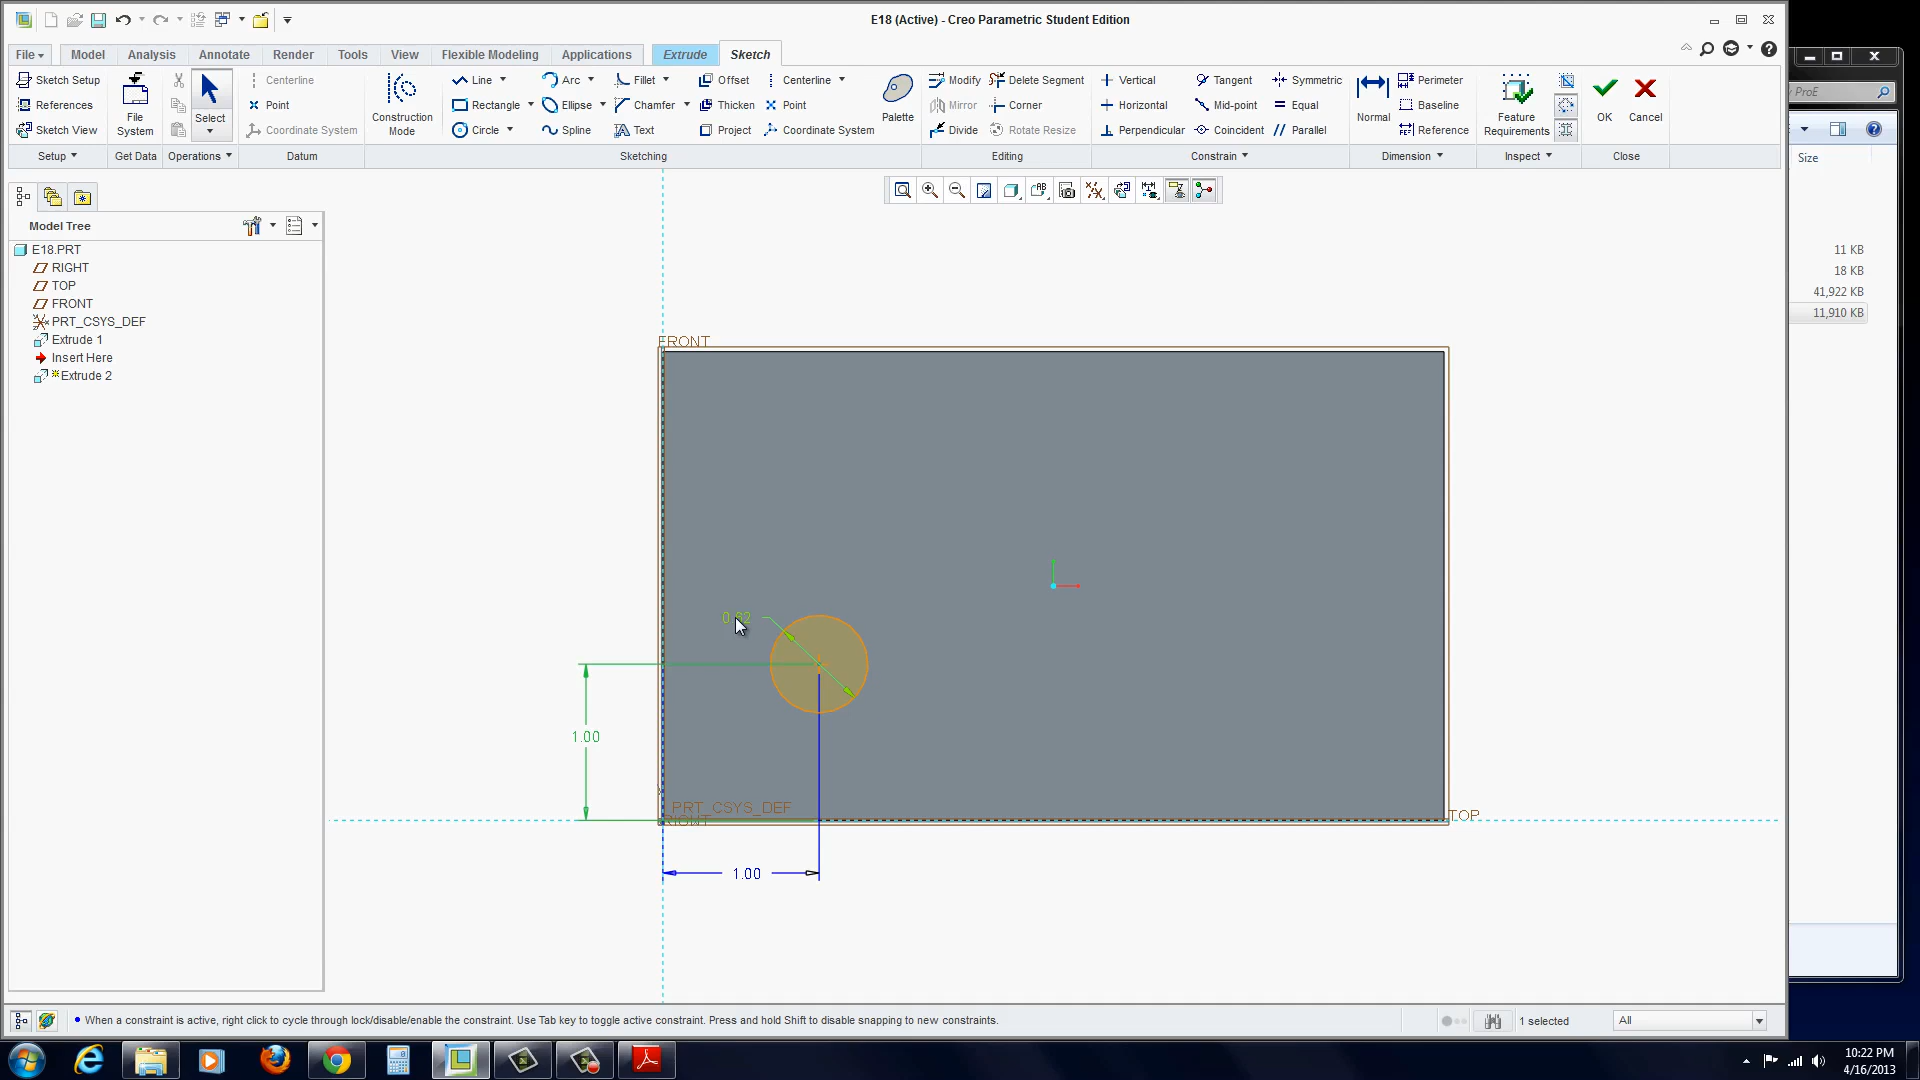 E18 (Active) - Creo Parametric Student Edition
File Model Analysis Annotate Render Tools View Flexible Modeling Applications Extrude Sketch
Sketch Setup
References
Sketch View
Setup
File System
Get Data
Select
Operations
Centerline
Point
Coordinate System
Datum
Construction Mode
Line Arc Fillet Offset Centerline
Rectangle Ellipse Chamfer Thicken Point
Circle Spline Text Project Coordinate System
Palette
Sketching
Modify Delete Segment
Mirror Corner
Divide Rotate Resize
Editing
Vertical Tangent Symmetric
Horizontal Mid-point Equal
Perpendicular Coincident Parallel
Constrain
Normal
Perimeter
Baseline
Reference
Dimension
Feature Requirements
Inspect
OK Cancel
Close
ProE
Size
11 KB
18 KB
41,922 KB
11,910 KB
Model Tree
E18.PRT
RIGHT
TOP
FRONT
PRT_CSYS_DEF
Extrude 1
Insert Here
Extrude 2
FRONT
1.00
PRT_CSYS_DEF
RIGHT
TOP
1.00
When a constraint is active, right click to cycle through lock/disable/enable the constraint. Use Tab key to toggle active constraint. Press and hold Shift to disable snapping to new constraints.
1 selected
All
10:22 PM
4/16/2013